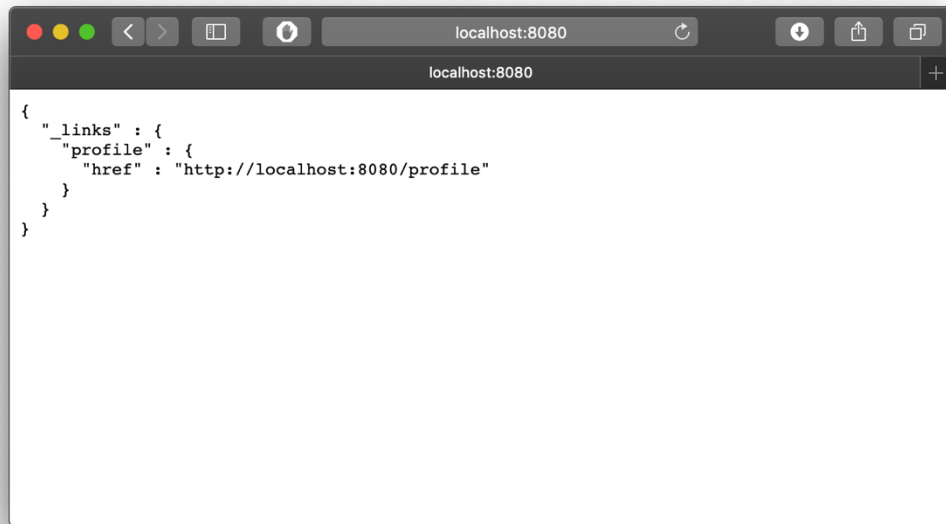 localhost:8080
localhost:8080
{
  "_links" : {
    "profile" : {
      "href" : "http://localhost:8080/profile"
    }
  }
}